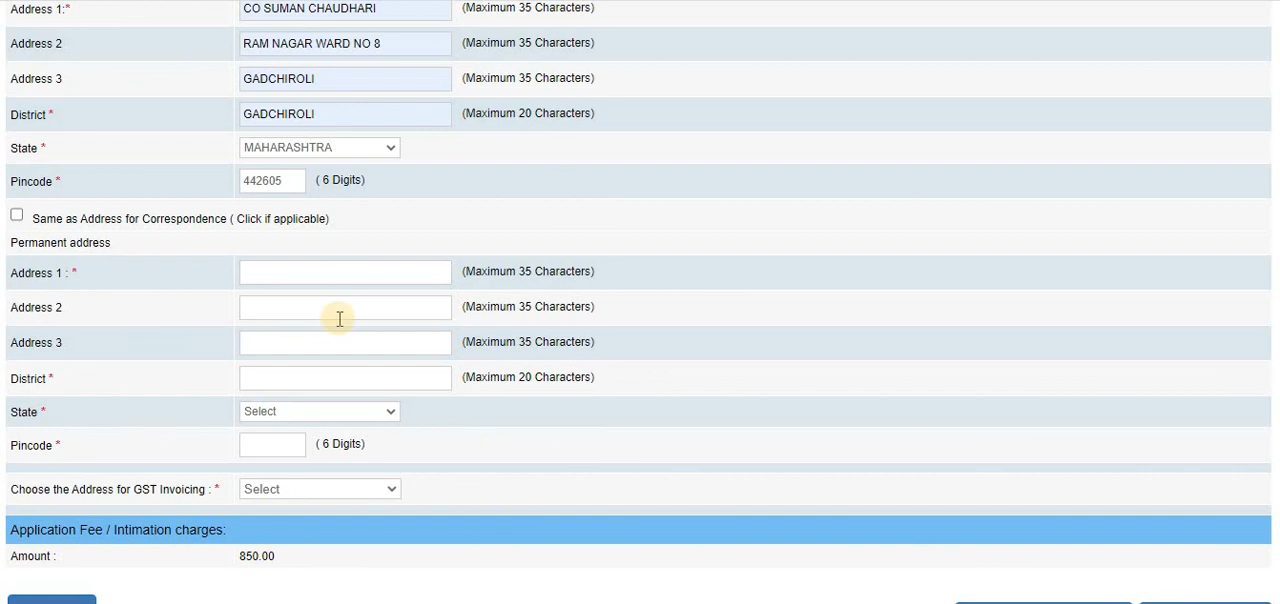 Address 1:* CO SUMAN CHAUDHARI (Maximum 35 Characters)
Address 2 RAM NAGAR WARD NO 8 (Maximum 35 Characters)
Address 3 GADCHIROLI (Maximum 35 Characters)
District * GADCHIROLI (Maximum 20 Characters)
State * MAHARASHTRA
Pincode * 442605 ( 6 Digits)
Same as Address for Correspondence ( Click if applicable)
Permanent address
Address 1 : * (Maximum 35 Characters)
Address 2 (Maximum 35 Characters)
Address 3 (Maximum 35 Characters)
District * (Maximum 20 Characters)
State * Select
Pincode * ( 6 Digits)
Choose the Address for GST Invoicing : * Select
Application Fee / Intimation charges:
Amount : 850.00